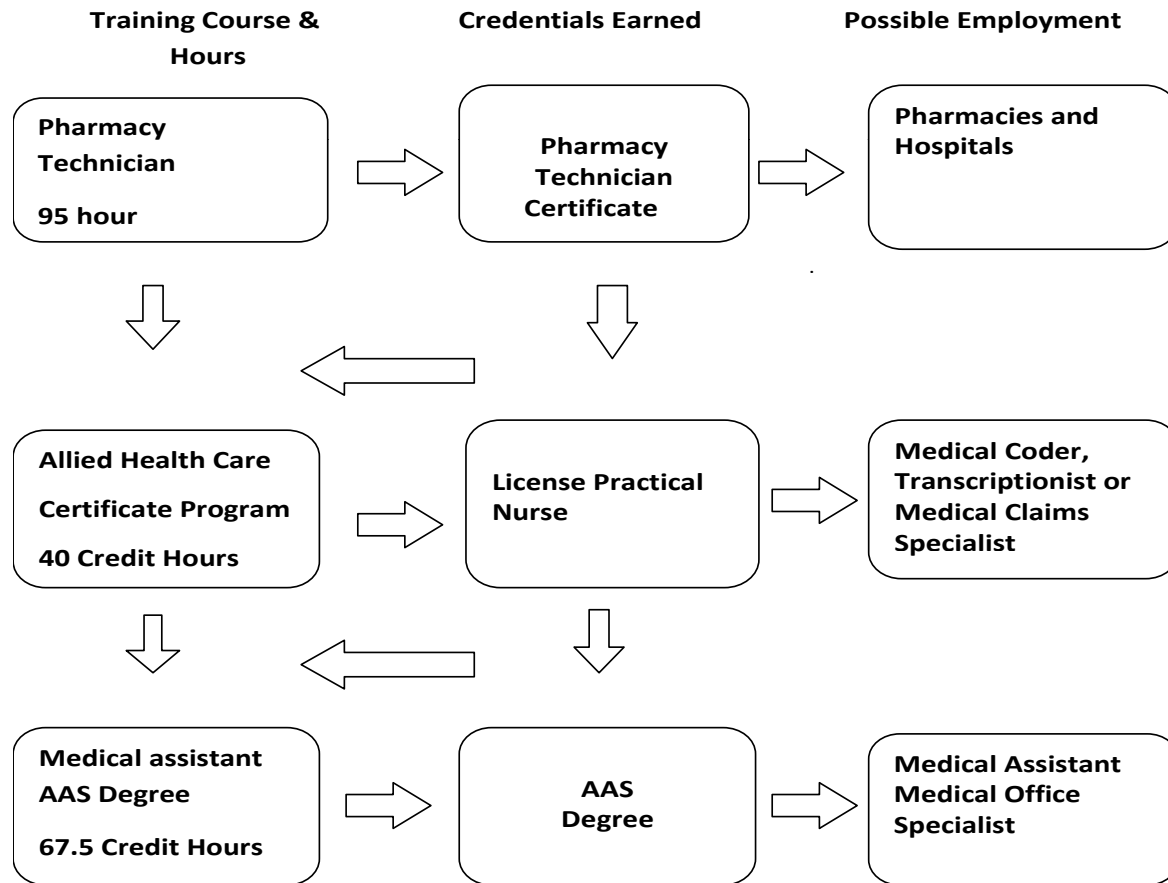 Training Course &
Hours
Credentials Earned
Possible Employment
Pharmacy
Technician
95 hour
Pharmacy
Technician
Certificate
Pharmacies and
Hospitals
.
Allied Health Care
Certificate Program
40 Credit Hours
License Practical
Nurse
Medical Coder,
Transcriptionist or
Medical Claims
Specialist
Medical assistant
AAS Degree
67.5 Credit Hours
AAS
Degree
Medical Assistant
Medical Office
Specialist